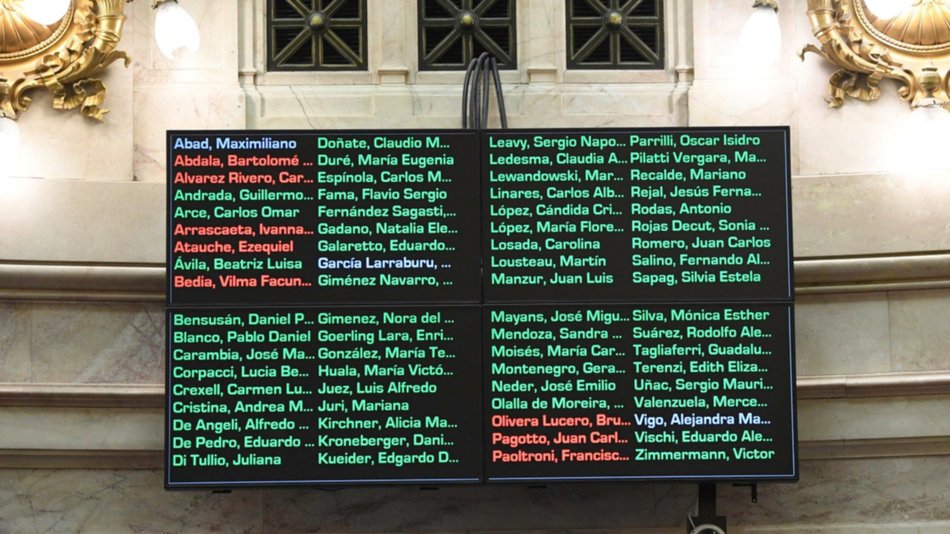 Abad, Maximiliano
Abdala, Bartolomé ...
Alvarez Rivero, Car...
Andrada, Guillermo...
Arce, Carlos Omar
Arrascaeta, Ivanna...
Atauche, Ezequiel
Ávila, Beatriz Luisa
Bedia, Vilma Facun...
Bensusán, Daniel P...
Blanco, Pablo Daniel
Carambia, José Ma...
Corpacci, Lucia Be...
Crexell, Carmen Lu...
Cristina, Andrea M...
De Angeli, Alfredo ...
De Pedro, Eduardo ...
Di Tullio, Juliana
Doñate, Claudio M...
Duré, María Eugenia
Espínola, Carlos M...
Fama, Flavio Sergio
Fernández Sagasti,...
Gadano, Natalia Ele...
Galaretto, Eduardo...
García Larraburu, ...
Giménez Navarro, ...
Gimenez, Nora del ...
Goerling Lara, Enri...
González, María Te...
Huala, María Victó...
Juez, Luis Alfredo
Juri, Mariana
Kirchner, Alicia Ma...
Kroneberger, Dani...
Kueider, Edgardo D...
Leavy, Sergio Napo...
Ledesma, Claudia A...
Lewandowski, Mar...
Linares, Carlos Alb...
López, Cándida Cri...
López, María Flore...
Losada, Carolina
Lousteau, Martín
Manzur, Juan Luis
Mayans, José Migu...
Mendoza, Sandra ...
Moisés, María Car...
Montenegro, Gera...
Neder, José Emilio
Olalla de Moreira, ...
Olivera Lucero, Bru...
Pagotto, Juan Carl...
Paoltroni, Francisc...
Parrilli, Oscar Isidro
Pilatti Vergara, Ma...
Recalde, Mariano
Rejal, Jesús Ferna...
Rodas, Antonio
Rojas Decut, Sonia ...
Romero, Juan Carlos
Salino, Fernando Al...
Sapag, Silvia Estela
Silva, Mónica Esther
Suárez, Rodolfo Ale...
Tagliaferri, Guadalu...
Terenzi, Edith Eliza...
Uñac, Sergio Mauri...
Valenzuela, Merce...
Vigo, Alejandra Ma...
Vischi, Eduardo Ale...
Zimmermann, Victor